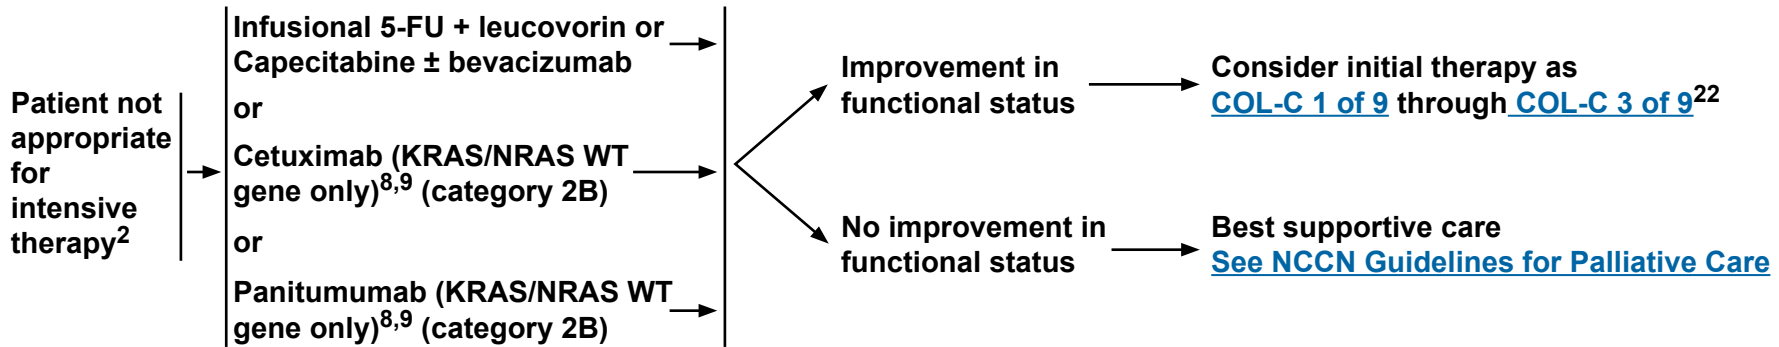 Patient not
appropriate
for
intensive
therapy2
Infusional 5-FU + leucovorin or
Capecitabine ± bevacizumab
or
Cetuximab (KRAS/NRAS WT
gene only)8,9 (category 2B)
or
Panitumumab (KRAS/NRAS WT
gene only)8,9 (category 2B)
Improvement in
functional status
Consider initial therapy as
COL-C 1 of 9 through COL-C 3 of 922
No improvement in
functional status
Best supportive care
See NCCN Guidelines for Palliative Care